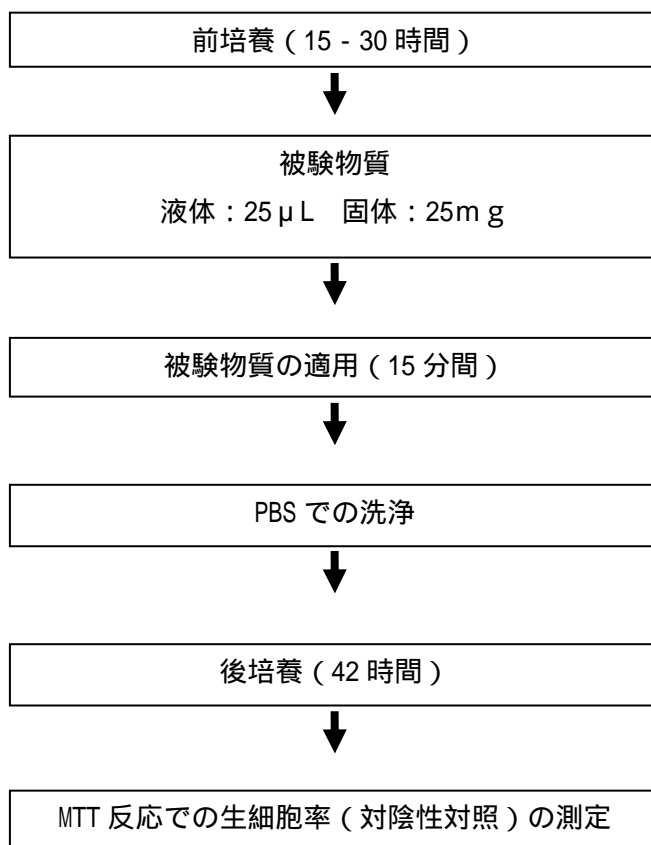 前培養（15 - 30 時間）
被験物質
液体：25μL　固体：25ｍｇ
被験物質の適用（15 分間）
PBS での洗浄
後培養（42 時間）
MTT 反応での生細胞率（対陰性対照）の測定